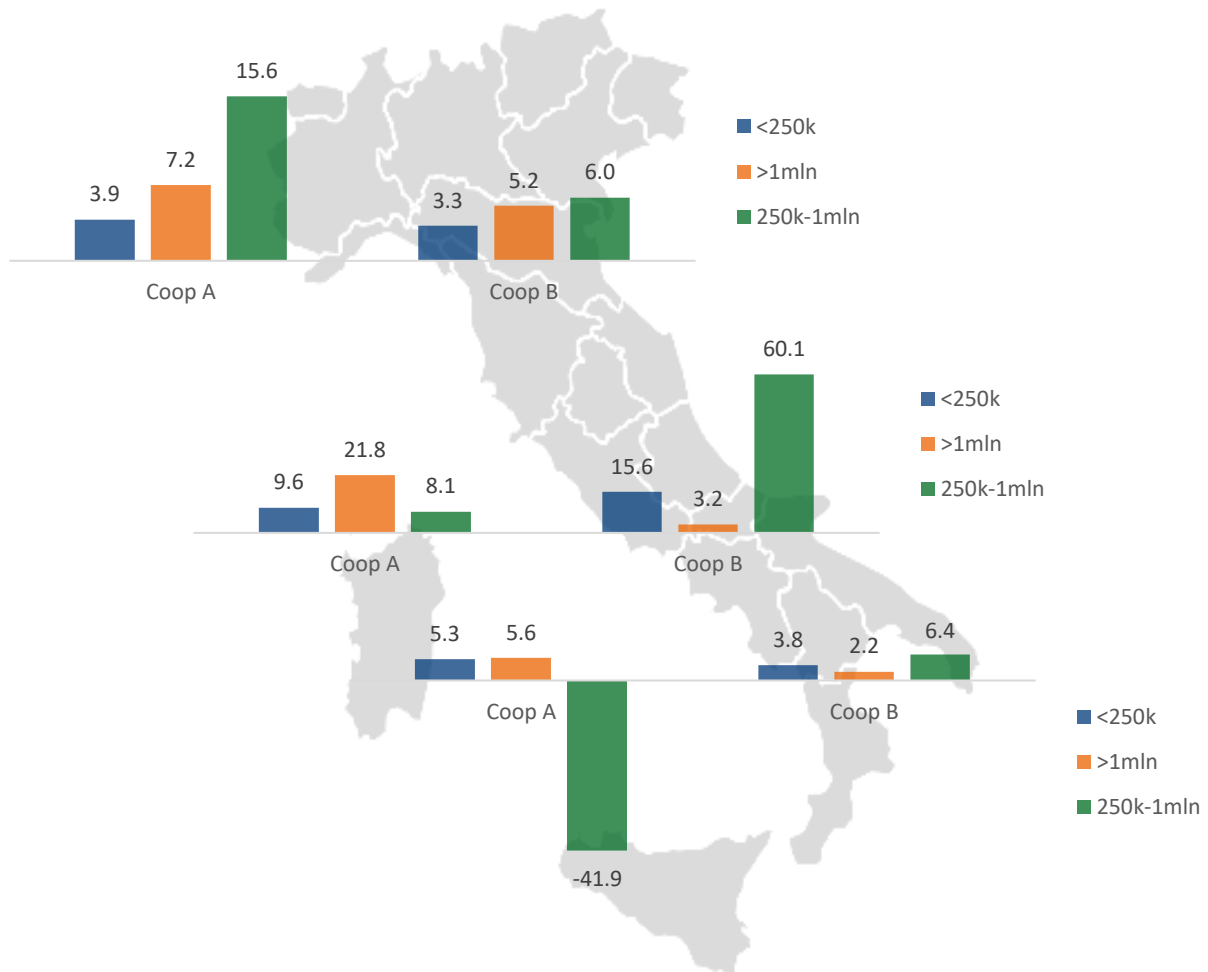 15.6
7.2
3.9
6.0
5.2
3.3
<250k
>1mln
250k-1mln
Coop A
Coop B
60.1
21.8
15.6
9.6
8.1
3.2
<250k
>1mln
250k-1mln
Coop A
Coop B
5.3
5.6
3.8
2.2
6.4
Coop A
Coop B
<250k
>1mln
250k-1mln
-41.9